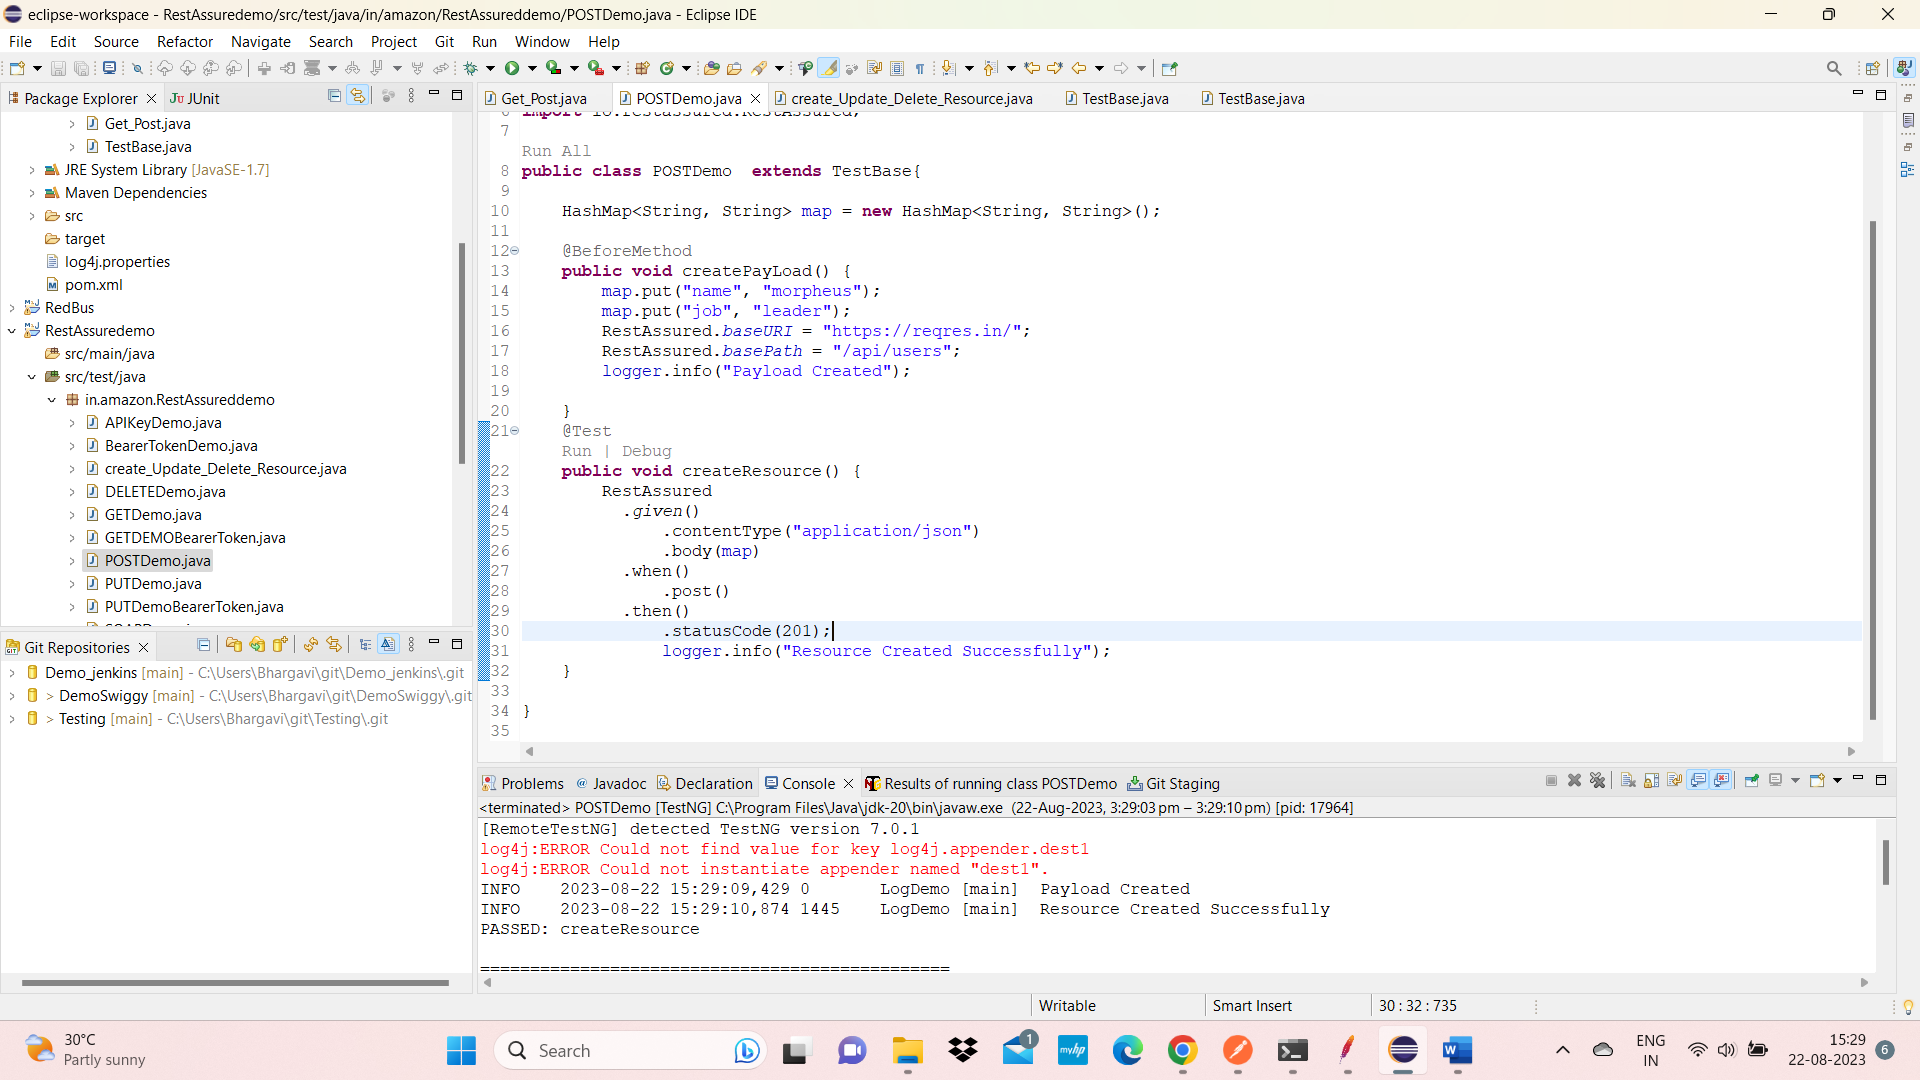 eclipse-workspace - RestAssuredemo/src/test/java/in/amazon/RestAssureddemo/POSTDemo.java - Eclipse IDE
File Edit Source Refactor Navigate Search Project Git Run Window Help
Package Explorer
JUnit
Get_Post.java
TestBase.java
JRE System Library [JavaSE-1.7]
Maven Dependencies
src
target
log4j.properties
pom.xml
RedBus
RestAssuredemo
src/main/java
src/test/java
in.amazon.RestAssureddemo
APIKeyDemo.java
BearerTokenDemo.java
create_Update_Delete_Resource.java
DELETEDemo.java
GETDemo.java
GETDEMOBearerToken.java
POSTDemo.java
PUTDemo.java
PUTDemoBearerToken.java
Git Repositories
Demo_jenkins [main] - C:\Users\Bhargavi\git\Demo_jenkins\.git
> DemoSwiggy [main] - C:\Users\Bhargavi\git\DemoSwiggy\.git
> Testing [main] - C:\Users\Bhargavi\git\Testing\.git
Get_Post.java POSTDemo.java create_Update_Delete_Resource.java TestBase.java TestBase.java
6 import io.restassured.RestAssured;
7
Run All
8 public class POSTDemo  extends TestBase{
9
10     HashMap<String, String> map = new HashMap<String, String>();
11
12     @BeforeMethod
13     public void createPayLoad() {
14         map.put("name", "morpheus");
15         map.put("job", "leader");
16         RestAssured.baseURI = "https://reqres.in/";
17         RestAssured.basePath = "/api/users";
18         logger.info("Payload Created");
19
20     }
21     @Test
Run | Debug
22     public void createResource() {
23         RestAssured
24           .given()
25               .contentType("application/json")
26               .body(map)
27           .when()
28               .post()
29           .then()
30               .statusCode(201);
31               logger.info("Resource Created Successfully");
32     }
33
34 }
35
Problems Javadoc Declaration Console Results of running class POSTDemo Git Staging
<terminated> POSTDemo [TestNG] C:\Program Files\Java\jdk-20\bin\javaw.exe (22-Aug-2023, 3:29:03 pm – 3:29:10 pm) [pid: 17964]
[RemoteTestNG] detected TestNG version 7.0.1
log4j:ERROR Could not find value for key log4j.appender.dest1
log4j:ERROR Could not instantiate appender named "dest1".
INFO    2023-08-22 15:29:09,429 0       LogDemo [main]  Payload Created
INFO    2023-08-22 15:29:10,874 1445    LogDemo [main]  Resource Created Successfully
PASSED: createResource
===============================================
Writable Smart Insert 30 : 32 : 735
30°C
Partly sunny
Search
1
myhp
ENG
IN
15:29
22-08-2023
6